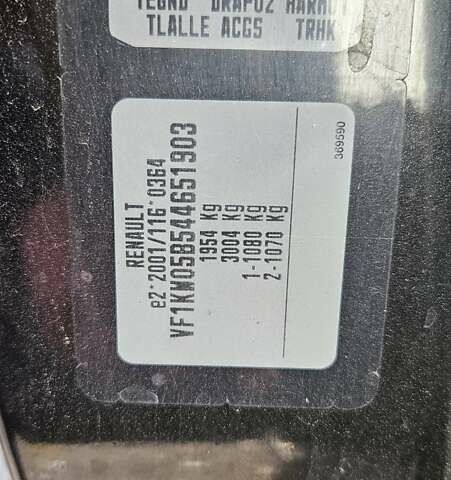 TLALLE ACGS TRHK
RENAULT
e2*2001/116*0364
VF1KW05B544651903
1954 Kg
3004 Kg
1-1080 Kg
2-1070 Kg
369590